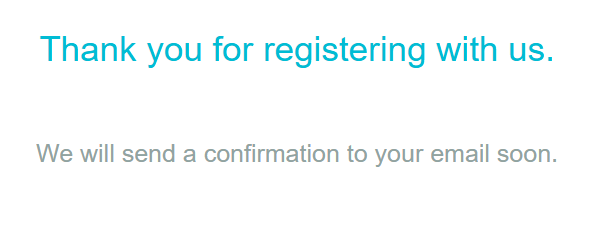 Thank you for registering with us.
We will send a confirmation to your email soon.